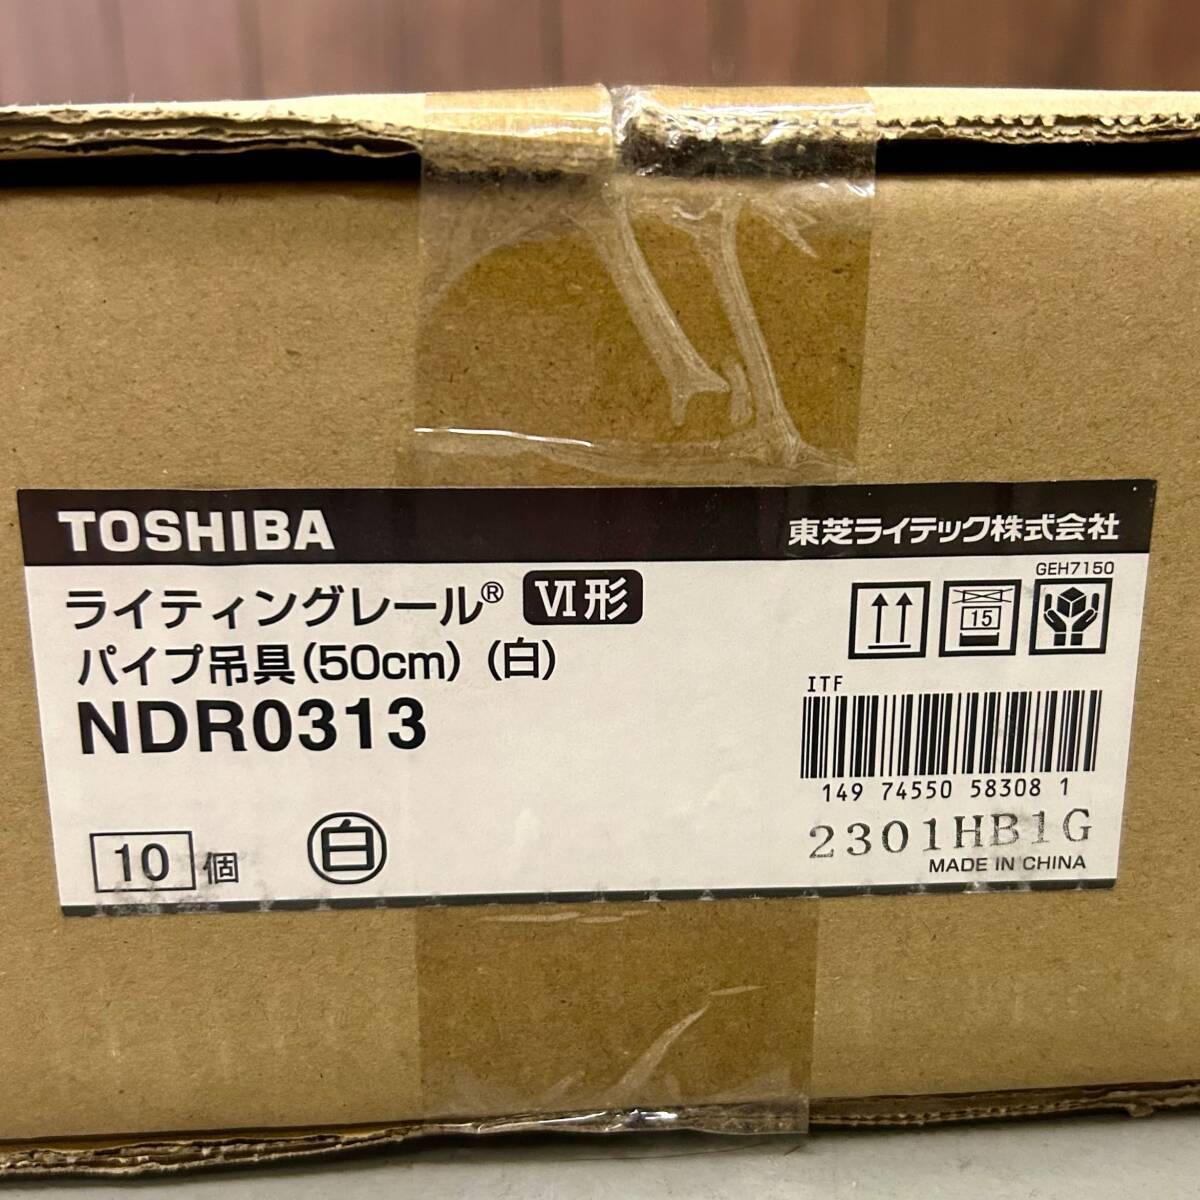 TOSHIBA
東芝ライテック株式会社
GEH7150
ライティングレール® Ⅵ形
パイプ吊具(50cm) (白)
NDR0313
15
ITF
149 74550 58308 1
2301HB1G
MADE IN CHINA
10個
白